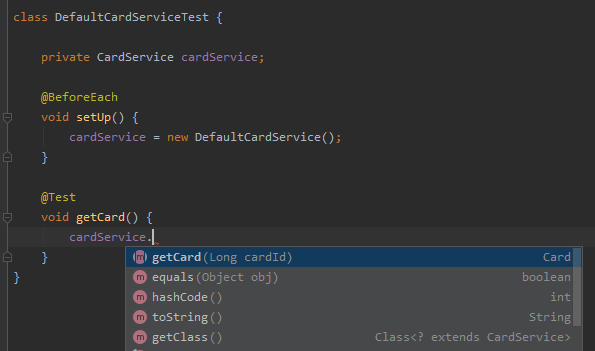 class DefaultCardServiceTest {
private CardService cardService;
@BeforeEach
void setUp() {
cardService = new DefaultCardService();
}
@Test
void getCard() {
cardService.
m getCard(Long cardId) Card
m equals(Object obj) boolean
m hashCode() int
m toString() String
m getClass() Class<? extends CardService>
}
}